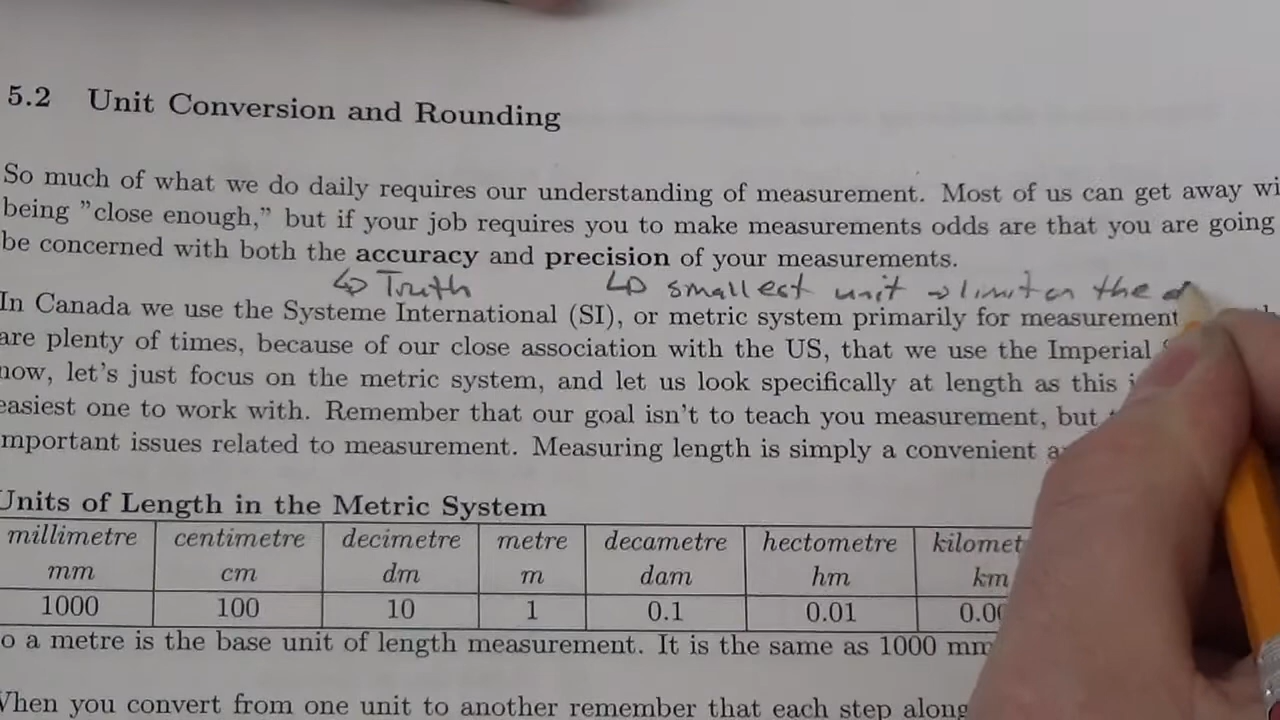 5.2 Unit Conversion and Rounding
So much of what we do daily requires our understanding of measurement. Most of us can get away wi
being "close enough," but if your job requires you to make measurements odds are that you are going
be concerned with both the accuracy and precision of your measurements.
↳ Truth ↳ smallest unit → limit on the
In Canada we use the Systeme International (SI), or metric system primarily for measurement
are plenty of times, because of our close association with the US, that we use the Imperial
now, let's just focus on the metric system, and let us look specifically at length as this
easiest one to work with. Remember that our goal isn't to teach you measurement, but
mportant issues related to measurement. Measuring length is simply a convenient
Units of Length in the Metric System
millimetre centimetre decimetre metre decametre hectometre kilomet
mm cm dm m dam hm km
1000 100 10 1 0.1 0.01 0.00
o a metre is the base unit of length measurement. It is the same as 1000 mm
When you convert from one unit to another remember that each step along